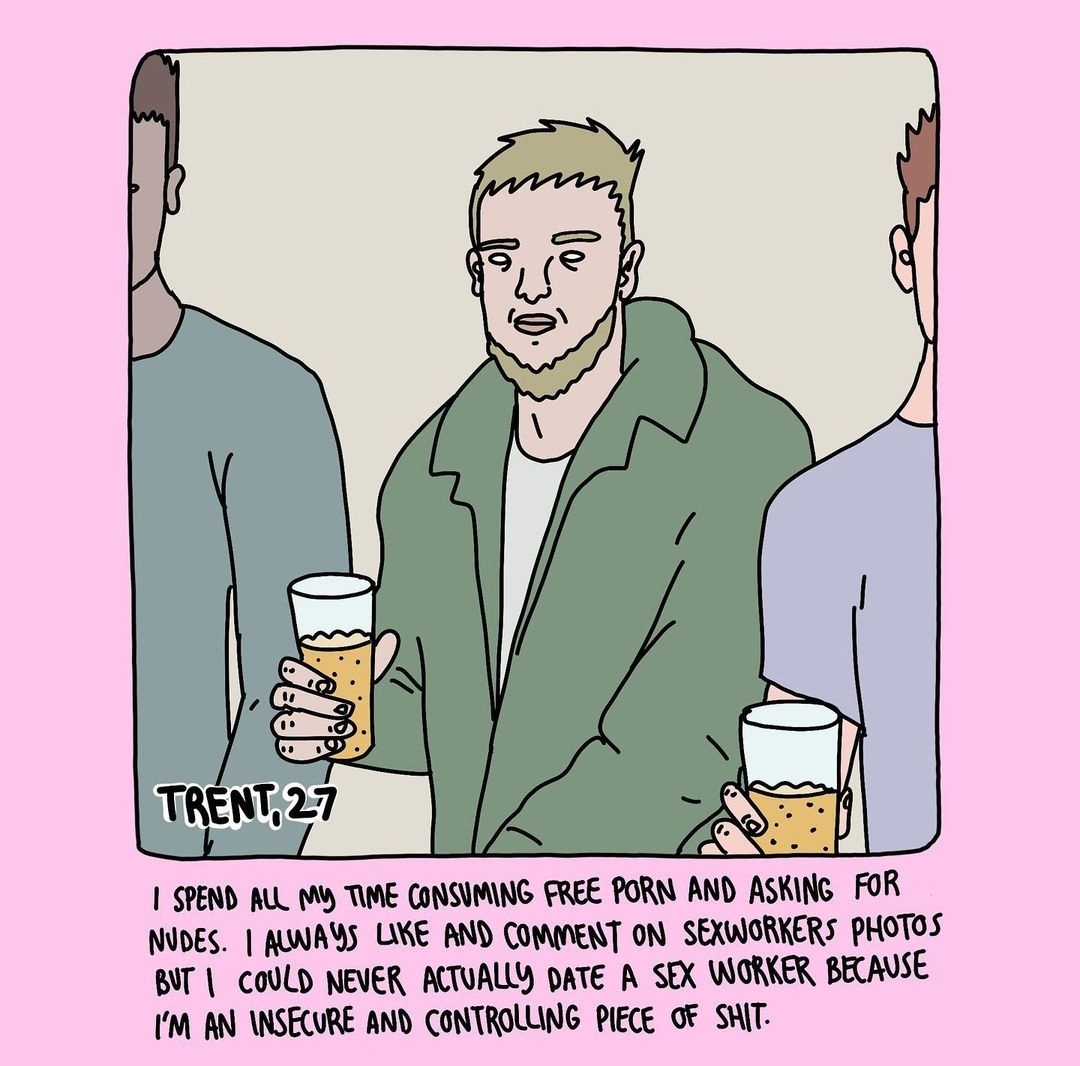 TRENT, 27
I SPEND ALL MY TIME CONSUMING FREE PORN AND ASKING FOR
NUDES. I ALWAYS LIKE AND COMMENT ON SEXWORKERS PHOTOS
BUT I COULD NEVER ACTUALLY DATE A SEX WORKER BECAUSE
I'M AN INSECURE AND CONTROLLING PIECE OF SHIT.